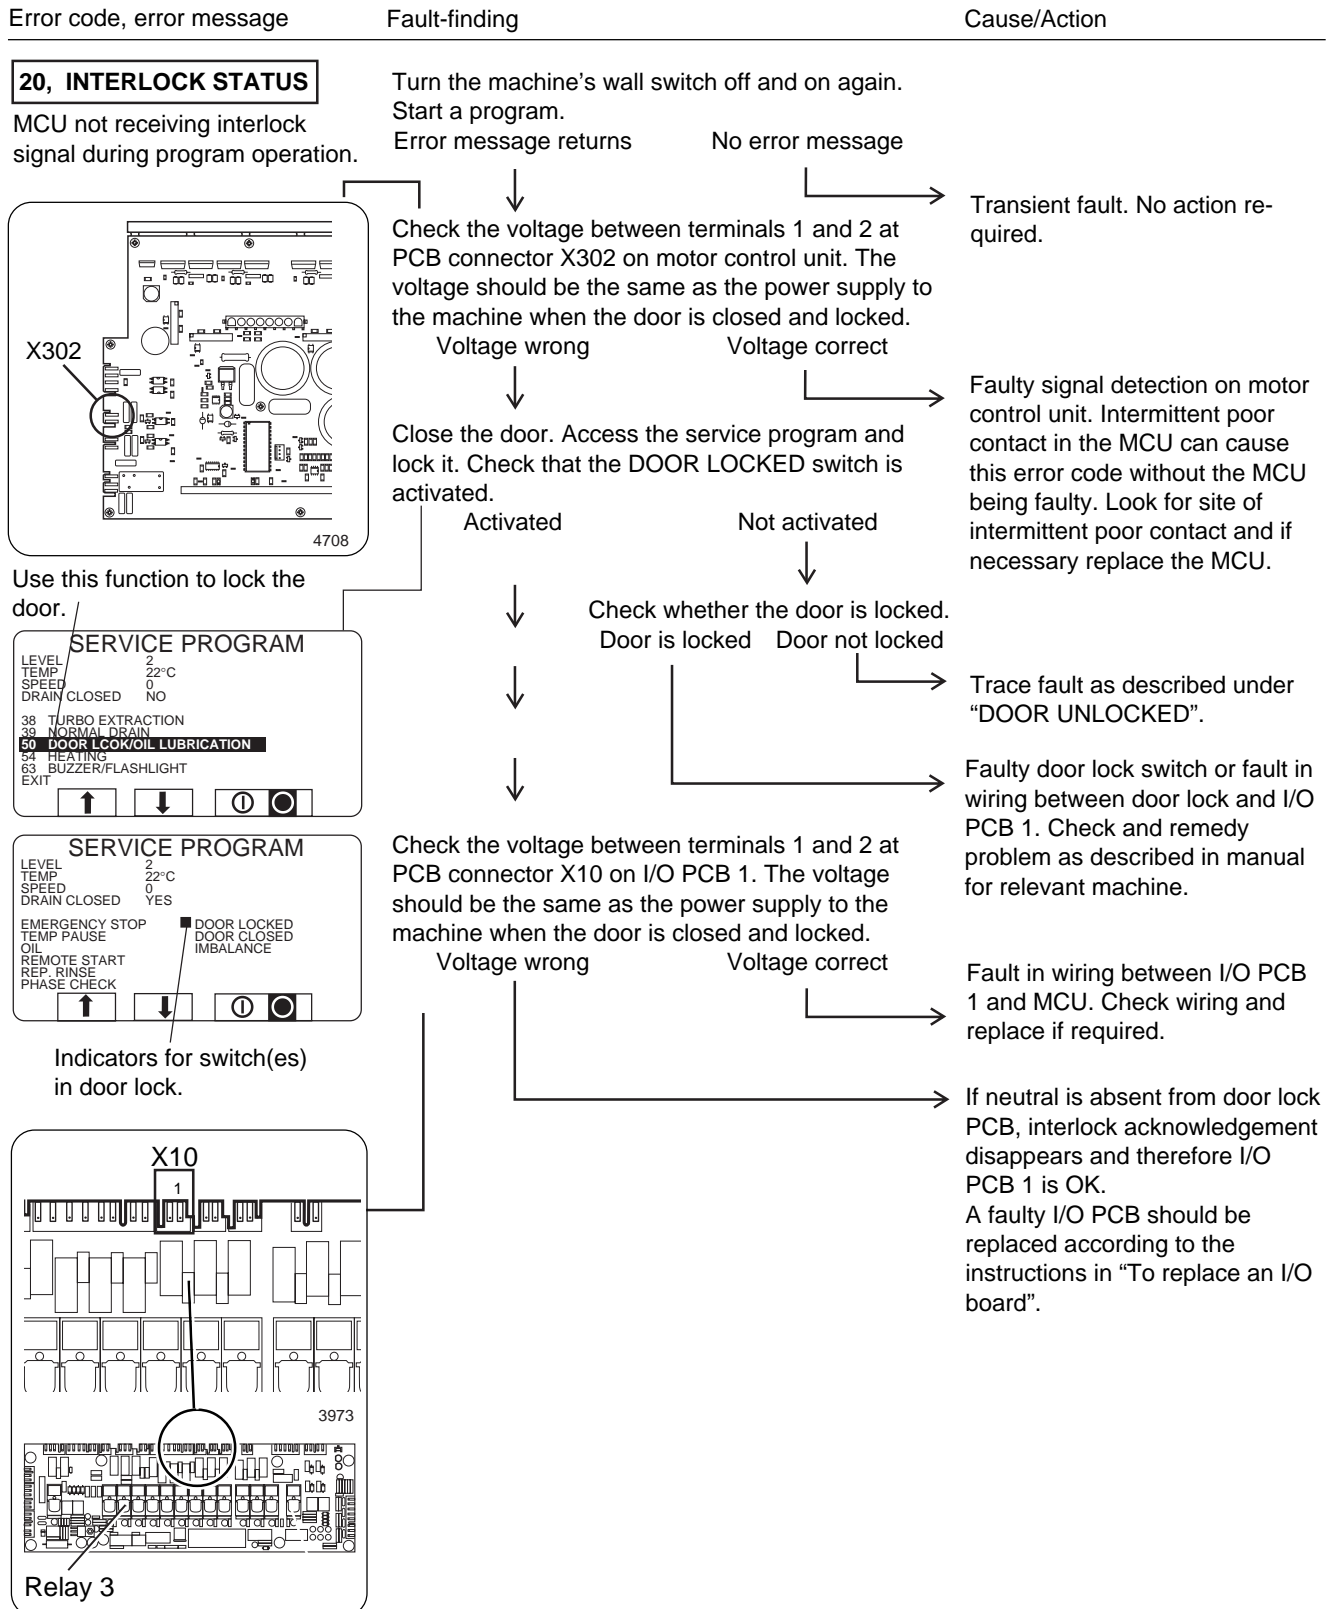 Error code, error message
Fault-finding
Cause/Action
20, INTERLOCK STATUS
MCU not receiving interlock
signal during program operation.
Turn the machine's wall switch off and on again.
Start a program.
Error message returns
No error message
Transient fault. No action re-
quired.
Check the voltage between terminals 1 and 2 at
PCB connector X302 on motor control unit. The
voltage should be the same as the power supply to
the machine when the door is closed and locked.
Voltage wrong
Voltage correct
X302
4708
Faulty signal detection on motor
control unit. Intermittent poor
contact in the MCU can cause
this error code without the MCU
being faulty. Look for site of
intermittent poor contact and if
necessary replace the MCU.
Close the door. Access the service program and
lock it. Check that the DOOR LOCKED switch is
activated.
Activated
Not activated
Use this function to lock the
door.
Check whether the door is locked.
Door is locked
Door not locked
Trace fault as described under
“DOOR UNLOCKED”.
SERVICE PROGRAM
LEVEL 2
TEMP 22°C
SPEED 0
DRAIN CLOSED NO
38 TURBO EXTRACTION
39 NORMAL DRAIN
50 DOOR LCOK/OIL LUBRICATION
54 HEATING
63 BUZZER/FLASHLIGHT
EXIT
Faulty door lock switch or fault in
wiring between door lock and I/O
PCB 1. Check and remedy
problem as described in manual
for relevant machine.
SERVICE PROGRAM
LEVEL 2
TEMP 22°C
SPEED 0
DRAIN CLOSED YES
EMERGENCY STOP DOOR LOCKED
TEMP PAUSE DOOR CLOSED
OIL IMBALANCE
REMOTE START
REP. RINSE
PHASE CHECK
Indicators for switch(es)
in door lock.
Check the voltage between terminals 1 and 2 at
PCB connector X10 on I/O PCB 1. The voltage
should be the same as the power supply to the
machine when the door is closed and locked.
Voltage wrong
Voltage correct
Fault in wiring between I/O PCB
1 and MCU. Check wiring and
replace if required.
If neutral is absent from door lock
PCB, interlock acknowledgement
disappears and therefore I/O
PCB 1 is OK.
A faulty I/O PCB should be
replaced according to the
instructions in “To replace an I/O
board”.
X10
1
3973
Relay 3